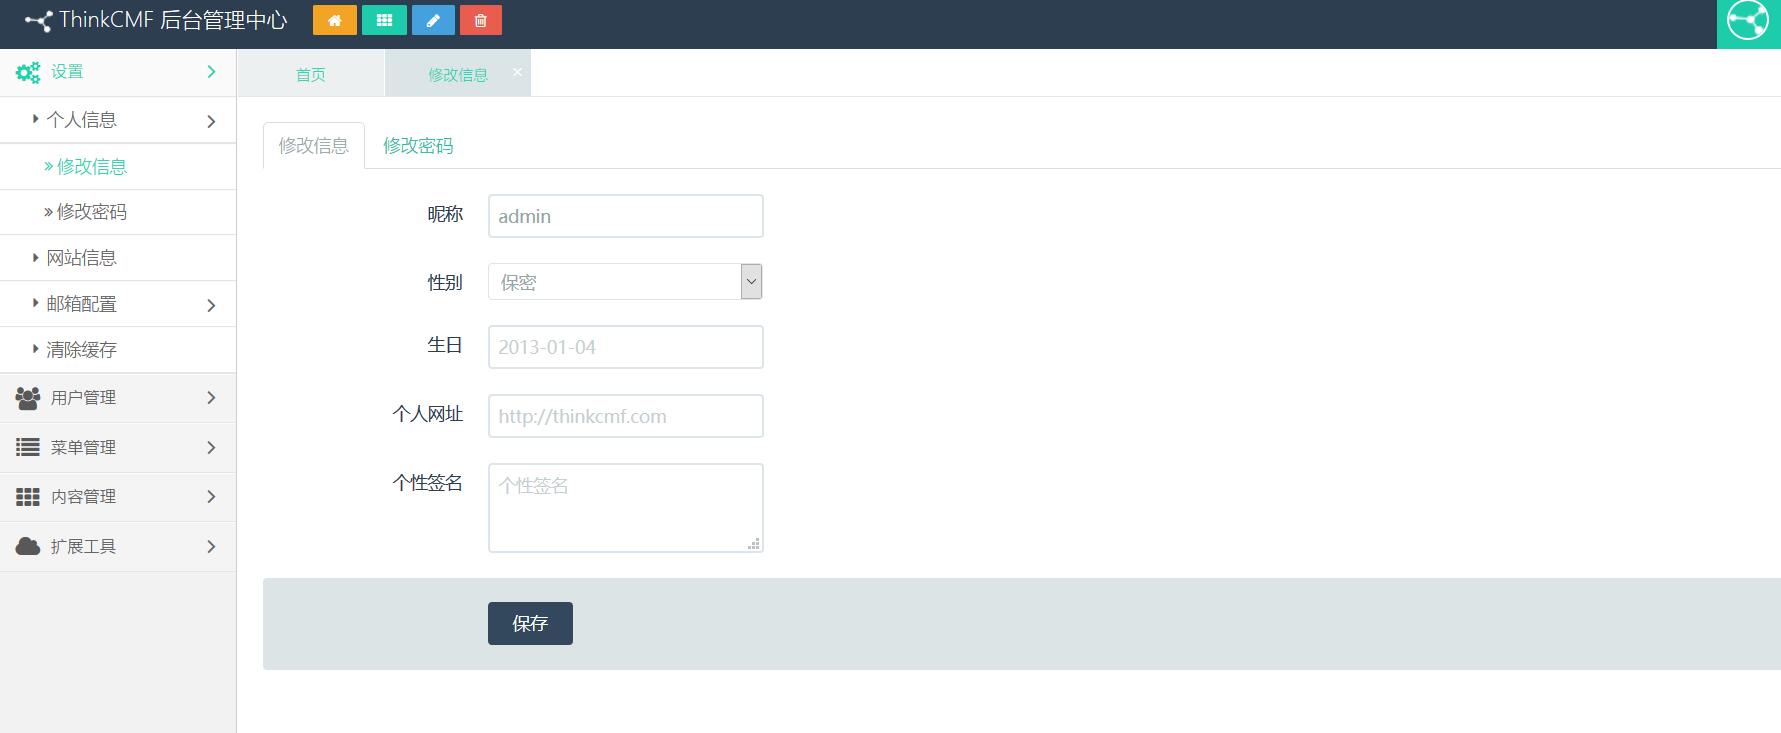 ThinkCMF 后台管理中心
设置
个人信息
修改信息
修改密码
网站信息
邮箱配置
清除缓存
用户管理
菜单管理
内容管理
扩展工具
首页
修改信息 ×
修改信息 修改密码
昵称 admin
性别 保密
生日 2013-01-04
个人网址 http://thinkcmf.com
个性签名 个性签名
保存